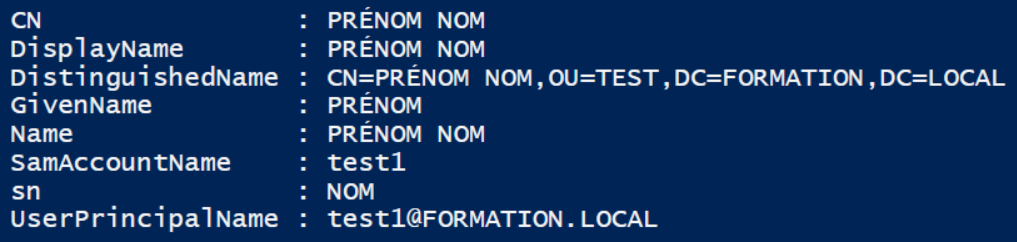 CN                : PRÉNOM NOM
DisplayName       : PRÉNOM NOM
DistinguishedName : CN=PRÉNOM NOM,OU=TEST,DC=FORMATION,DC=LOCAL
GivenName         : PRÉNOM
Name              : PRÉNOM NOM
SamAccountName    : test1
sn                : NOM
UserPrincipalName : test1@FORMATION.LOCAL